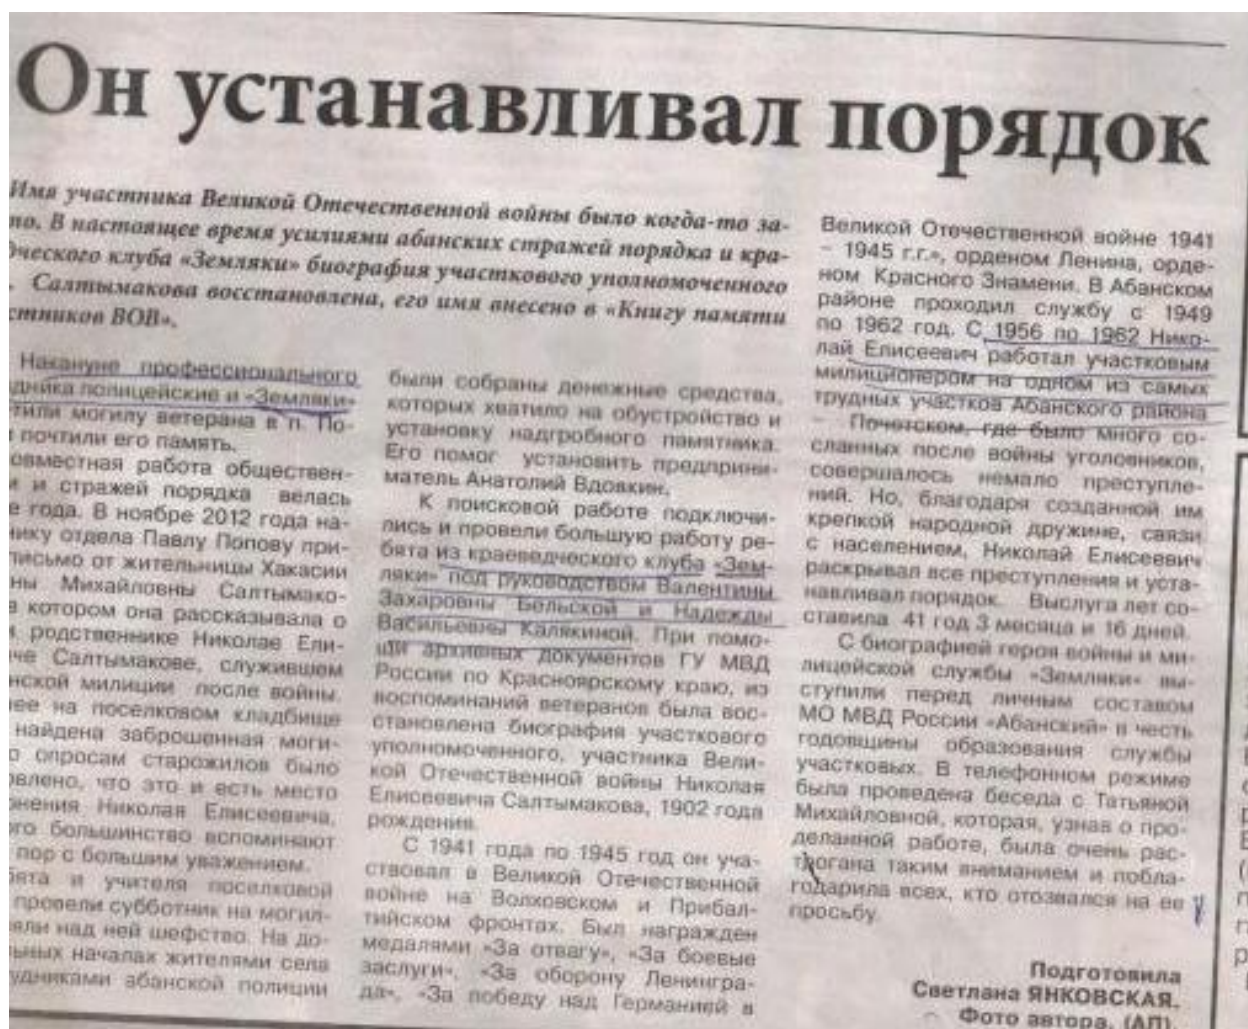 Он устанавливал порядок
Имя участника Великой Отечественной войны было когда-то за-
то. В настоящее время усилиями абанских стражей порядка и кра-
ческого клуба «Земляки» биография участкового уполномоченного
. Салтымакова восстановлена, его имя внесено в «Книгу памяти
стников ВОВ».
Накануне профессионального
дника полицейские и «Земляки»
тили могилу ветерана в п. По-
и почтили его память.
овместная работа обществен-
и и стражей порядка велась
е года. В ноябре 2012 года на-
нику отдела Павлу Попову при-
письмо от жительницы Хакасии
ны Михайловны Салтымако-
в котором она рассказывала о
м, родственнике Николае Ели-
че Салтымакове, служившем
нской милиции после войны.
ее на поселковом кладбище
найдена заброшенная моги-
о опросам старожилов было
овлено, что это и есть место
онения Николая Елисеевича,
ого большинство вспоминают
пор с большим уважением.
бята и учителя поселковой
провели субботник на могил-
яли над ней шефство. На до-
ьных началах жителями села
удниками абанской полиции
были собраны денежные средства,
которых хватило на обустройство и
установку надгробного памятника.
Его помог установить предприни-
матель Анатолий Вдовкин.
К поисковой работе подключи-
лись и провели большую работу ре-
бята из краеведческого клуба «Зем-
ляки» под руководством Валентины
Захаровны Бельской и Надежды
Васильевны Калякиной. При помо-
щи архивных документов ГУ МВД
России по Красноярскому краю, из
воспоминаний ветеранов была вос-
становлена биография участкового
уполномоченного, участника Вели-
кой Отечественной войны Николая
Елисеевича Салтымакова, 1902 года
рождения.
С 1941 года по 1945 год он уча-
ствовал в Великой Отечественной
войне на Волховском и Прибал-
тийском фронтах. Был награжден
медалями «За отвагу», «За боевые
заслуги», «За оборону Ленингра-
да», «За победу над Германией в
Великой Отечественной войне 1941
– 1945 г.г.», орденом Ленина, орде-
ном Красного Знамени. В Абанском
районе проходил службу с 1949
по 1962 год. С 1956 по 1962 Нико-
лай Елисеевич работал участковым
милиционером на одном из самых
трудных участков Абанского района
– Почетском, где было много со-
сланных после войны уголовников,
совершалось немало преступле-
ний. Но, благодаря созданной им
крепкой народной дружине, связи
с населением, Николай Елисеевич
раскрывал все преступления и уста-
навливал порядок. Выслуга лет со-
ставила 41 год 3 месяца и 16 дней.
С биографией героя войны и ми-
лицейской службы «Земляки» вы-
ступили перед личным составом
МО МВД России «Абанский» в честь
годовщины образования службы
участковых. В телефонном режиме
была проведена беседа с Татьяной
Михайловной, которая, узнав о про-
деланной работе, была очень рас-
трогана таким вниманием и побла-
годарила всех, кто отозвался на ее
просьбу.
Подготовила
Светлана ЯНКОВСКАЯ.
Фото автора. (АП).